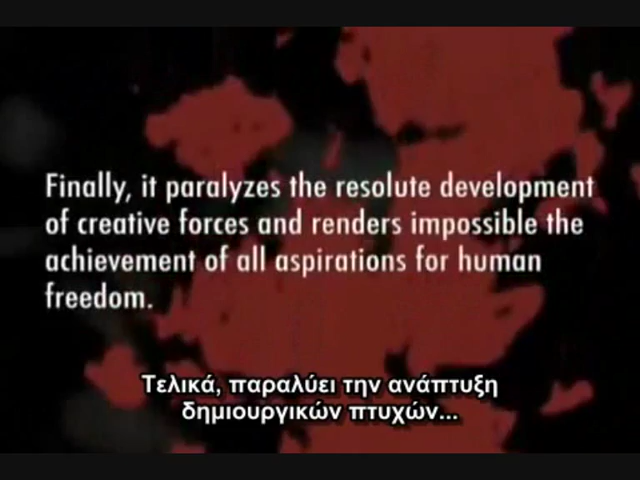 Finally, it paralyzes the resolute development
of creative forces and renders impossible the
achievement of all aspirations for human
freedom.
Τελικά, παραλύει την ανάπτυξη
δημιουργικών πτυχών...